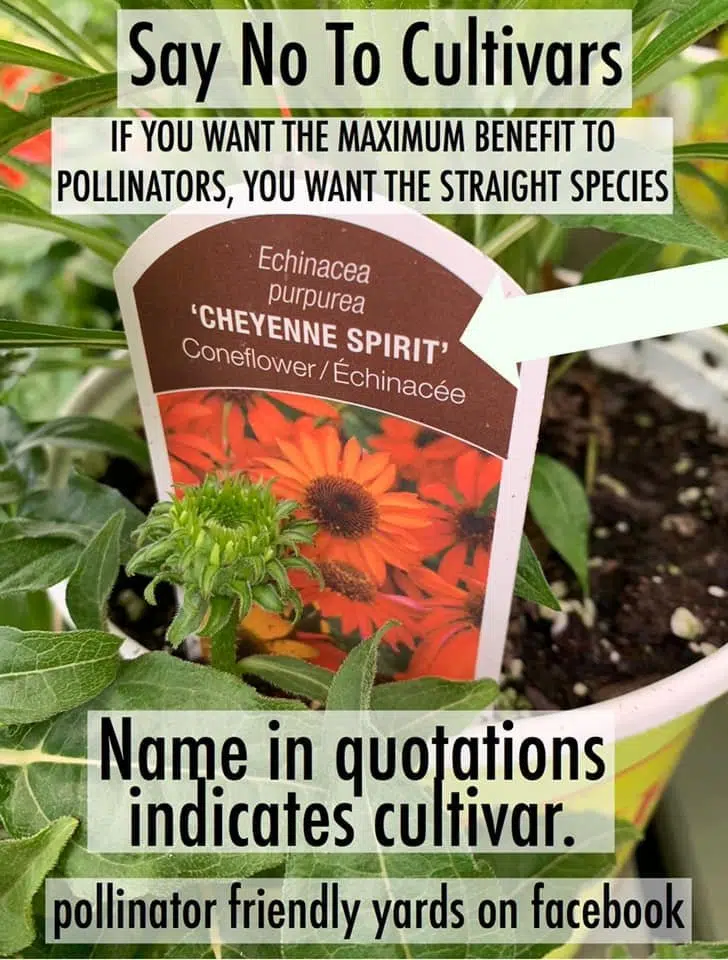 Say No To Cultivars
IF YOU WANT THE MAXIMUM BENEFIT TO
POLLINATORS, YOU WANT THE STRAIGHT SPECIES
Echinacea
purpurea
‘CHEYENNE SPIRIT’
Coneflower / Échinacée
Name in quotations
indicates cultivar.
pollinator friendly yards on facebook